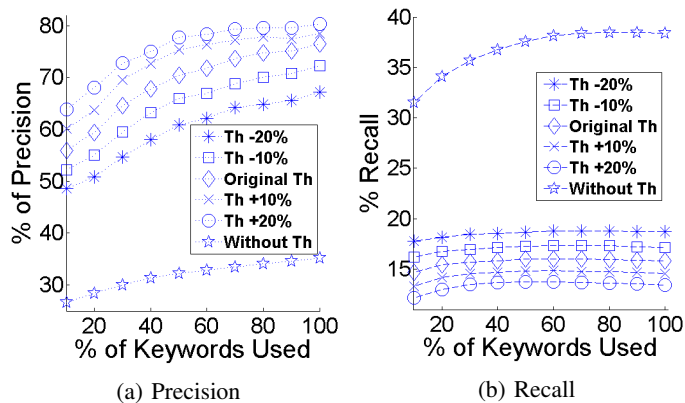 80
70
60
50
40
30
% of Precision
Th -20%
Th -10%
Original Th
Th +10%
Th +20%
Without Th
20 40 60 80 100
% of Keywords Used
(a) Precision
40
35
30
25
20
15
% Recall
Th -20%
Th -10%
Original Th
Th +10%
Th +20%
Without Th
20 40 60 80 100
% of Keywords Used
(b) Recall